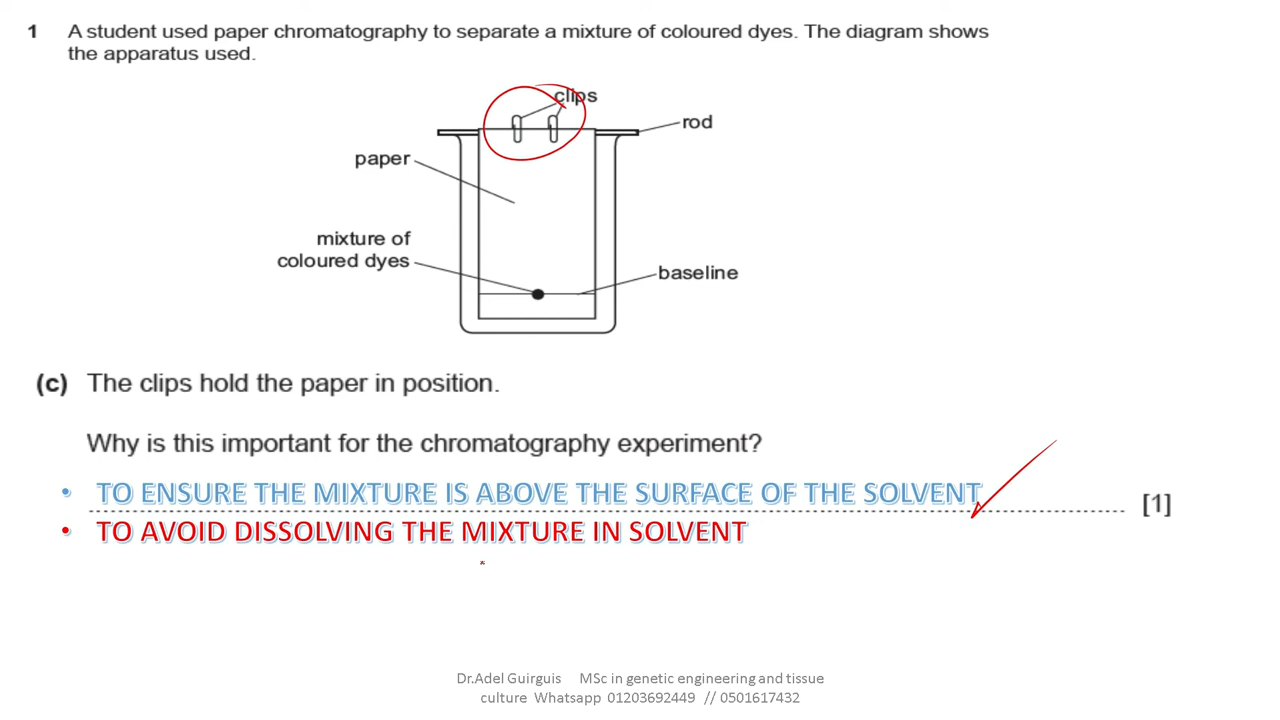 1 A student used paper chromatography to separate a mixture of coloured dyes. The diagram shows
the apparatus used.
clips
rod
paper
mixture of
coloured dyes
baseline
(c) The clips hold the paper in position.
Why is this important for the chromatography experiment?
• TO ENSURE THE MIXTURE IS ABOVE THE SURFACE OF THE SOLVENT
[1]
• TO AVOID DISSOLVING THE MIXTURE IN SOLVENT
Dr.Adel Guirguis MSc in genetic engineering and tissue
culture Whatsapp 01203692449 // 0501617432